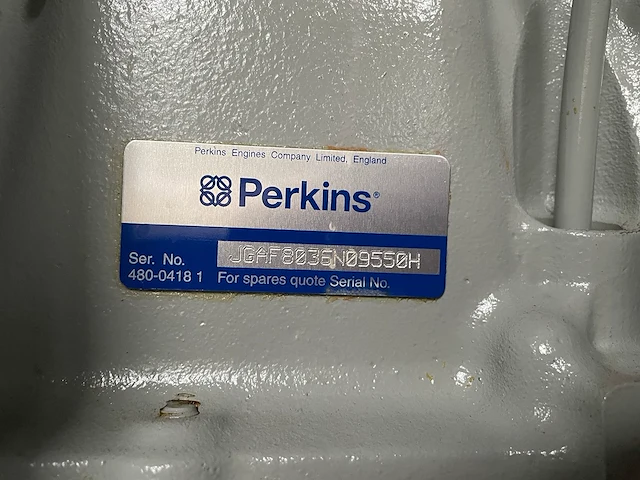 Perkins Engines Company Limited, England
Perkins®
Ser. No. JGAF8036N09550H
480-0418 1 For spares quote Serial No.